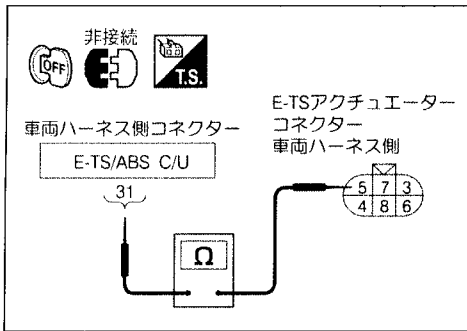 OFF
非接続
T.S.
車両ハーネス側コネクター
E-TS/ABS C/U
31
E-TSアクチュエーター
コネクター
車両ハーネス側
5 7 3
4 8 6
Ω